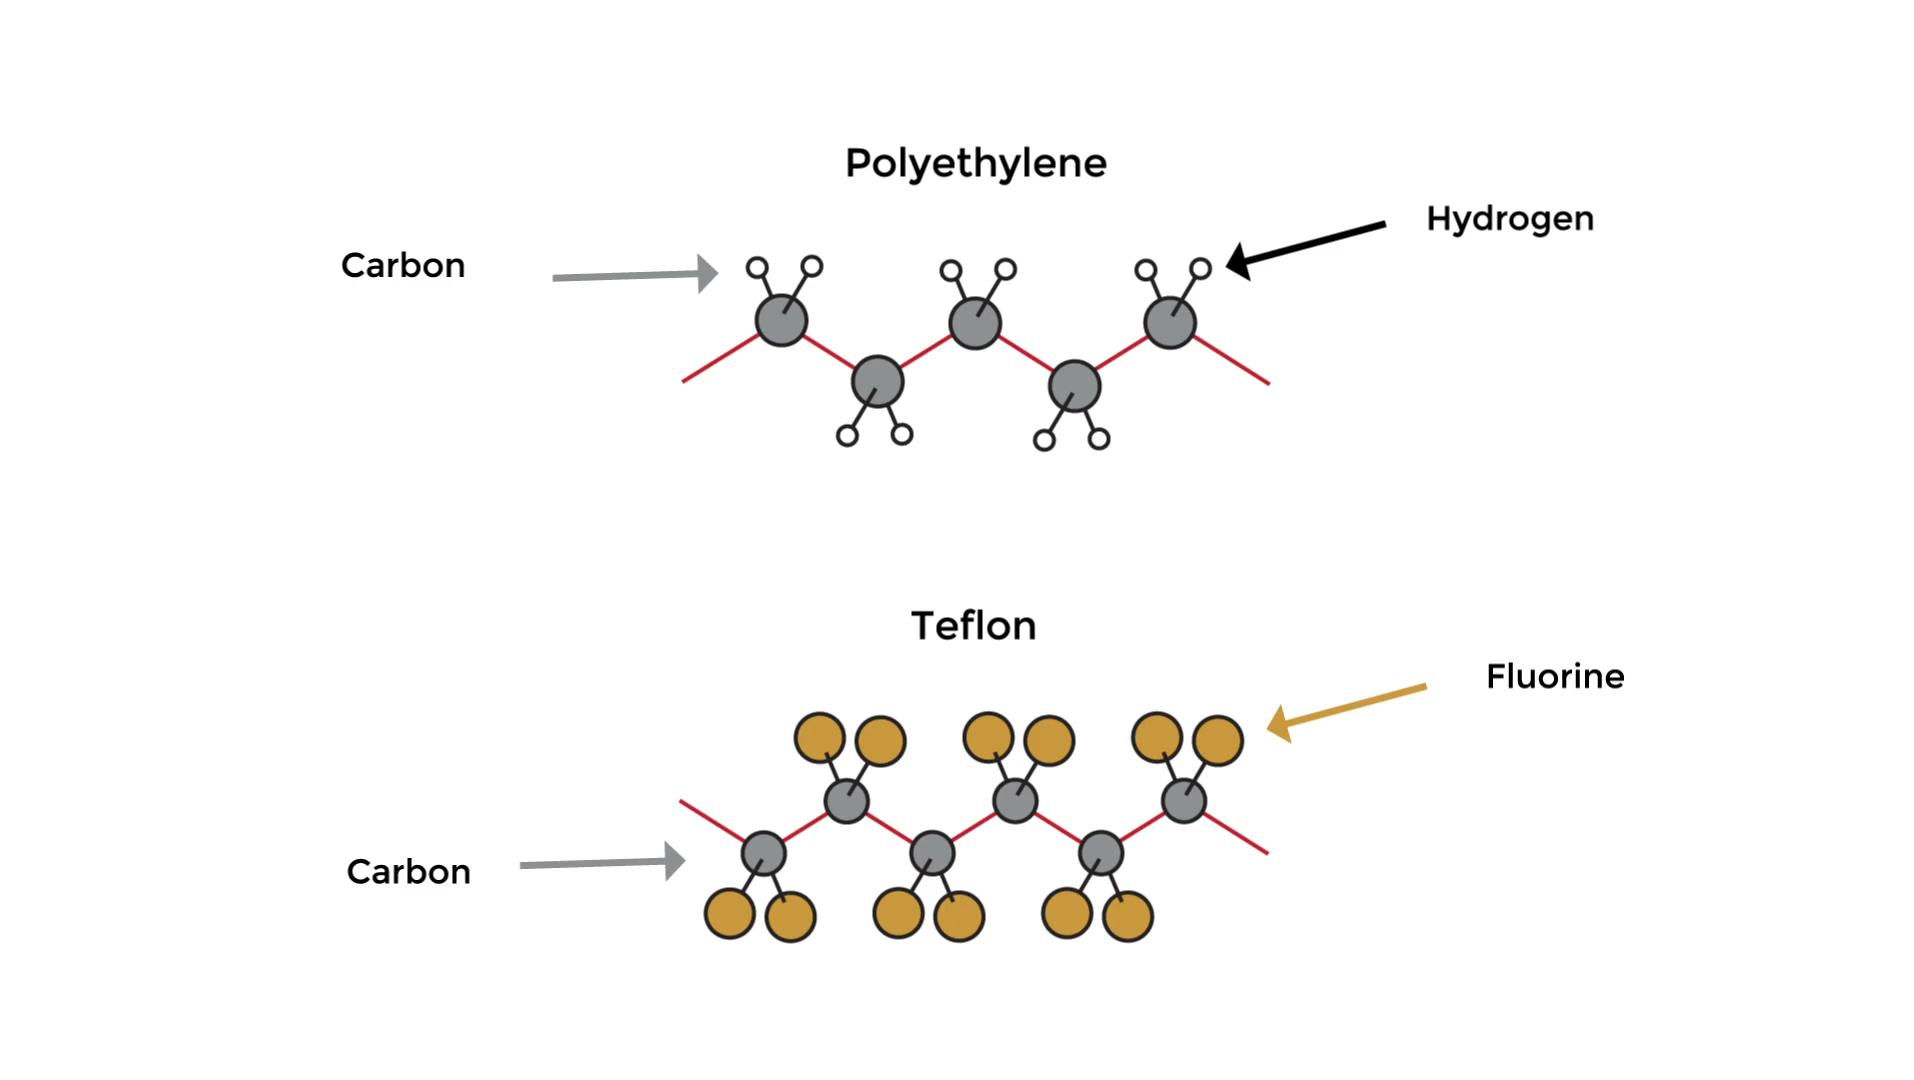 Polyethylene
Hydrogen
Carbon
Teflon
Fluorine
Carbon